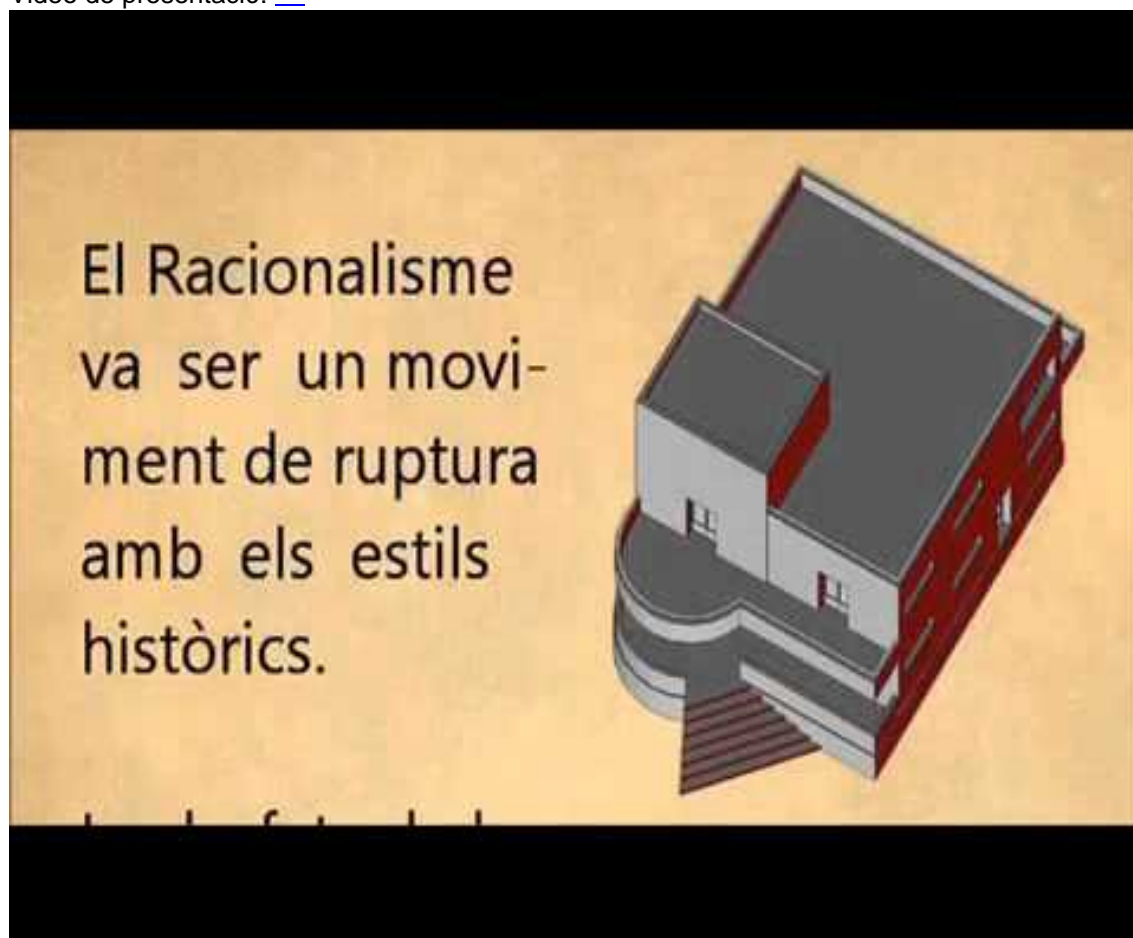 Vídeo de presentació:
El Racionalisme
va ser un movi-
ment de ruptura
amb els estils
històrics.